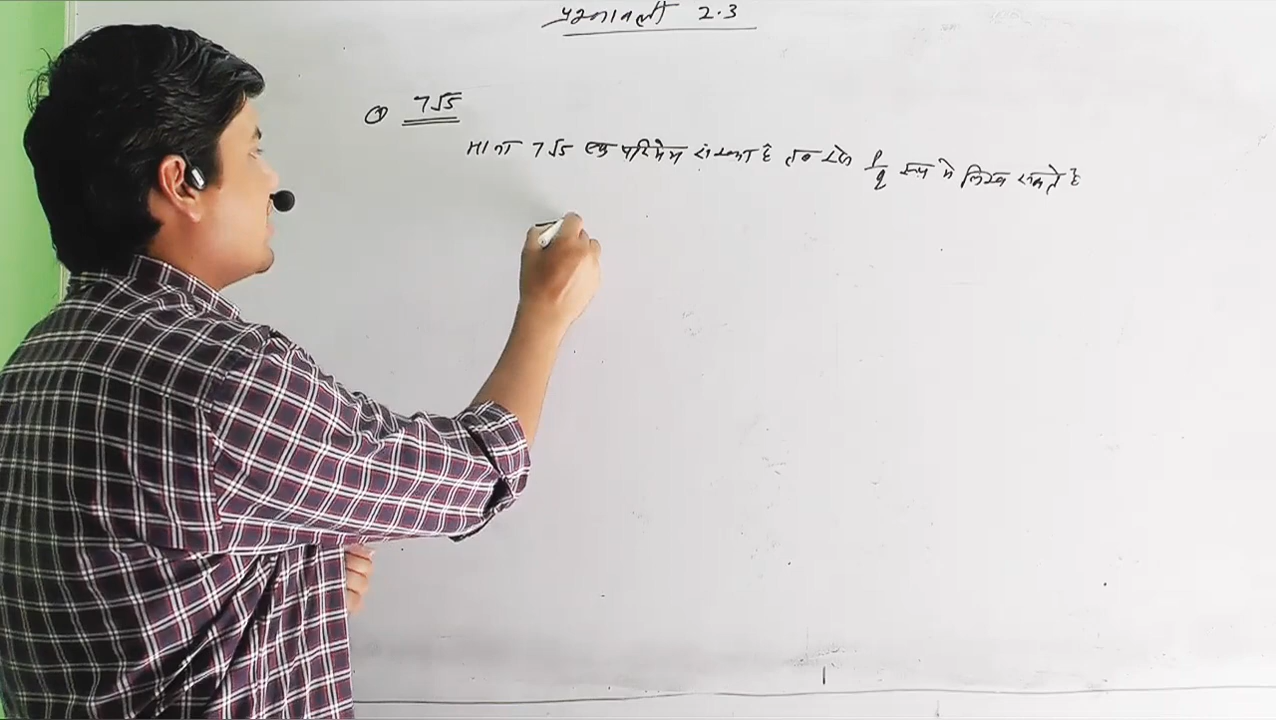 प्रश्नावली 2.3
① 7√5
माना 7√5 एक परिमेय संख्या है तब इसे p/q रूप में लिख सकते है